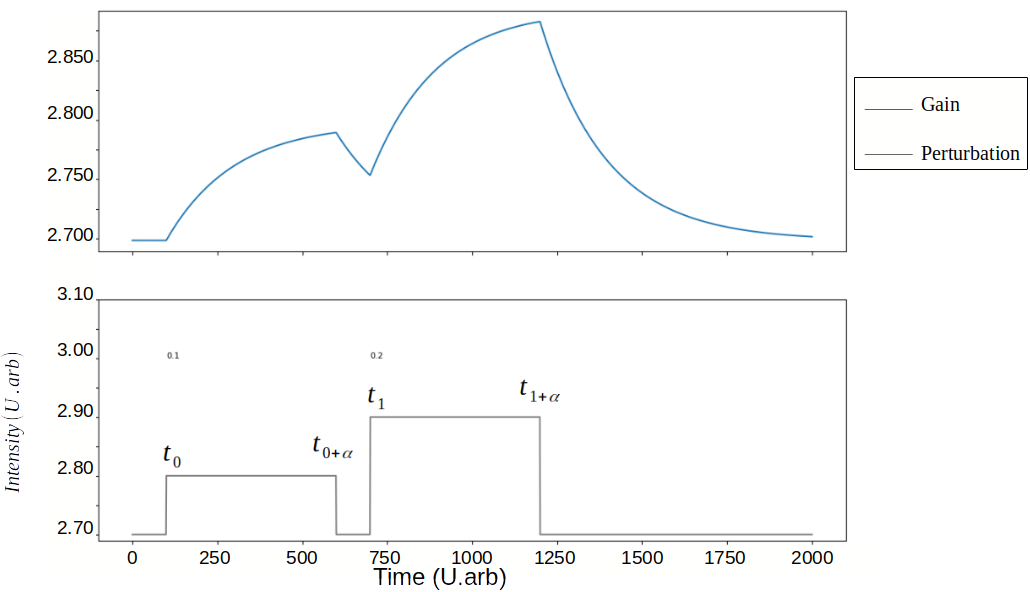 2.850
2.800
2.750
2.700
Gain
Perturbation
3.10
3.00
2.90
2.80
2.70
Intensity(U.arb)
0.1
0.2
t0
t0+α
t1
t1+α
0 250 500 750 1000 1250 1500 1750 2000
Time (U.arb)